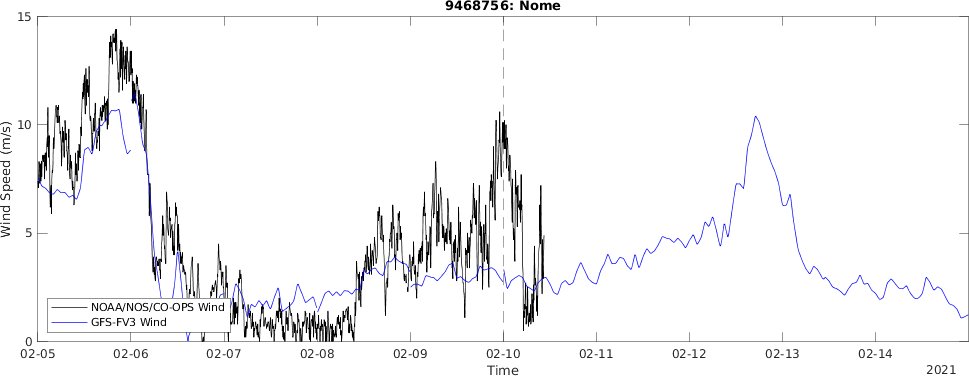 9468756: Nome
15
10
5
0
Wind Speed (m/s)
NOAA/NOS/CO-OPS Wind
GFS-FV3 Wind
02-05 02-06 02-07 02-08 02-09 02-10 02-11 02-12 02-13 02-14
Time
2021